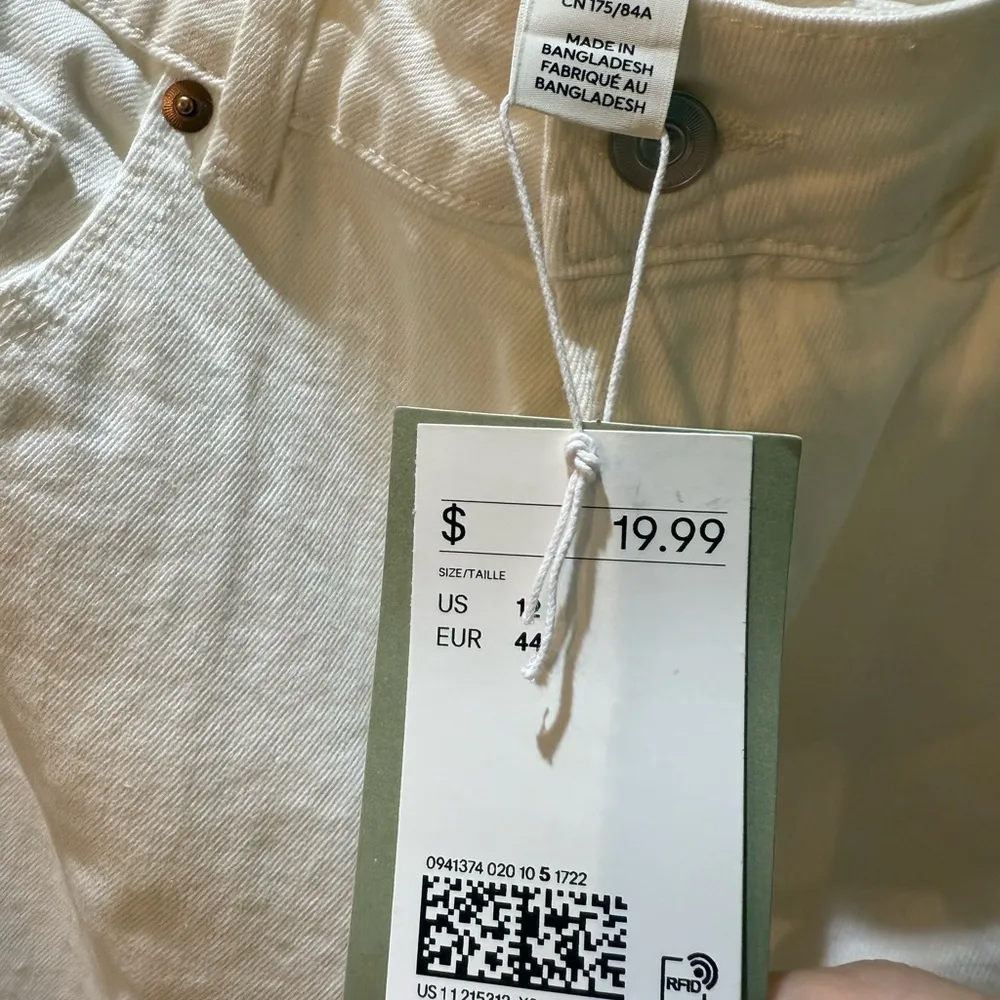 CN 175/84A
MADE IN
BANGLADESH
FABRIQUÉ AU
BANGLADESH
$ 19.99
SIZE/TAILLE
US 12
EUR 44
0941374 020 10 5 1722
RFID